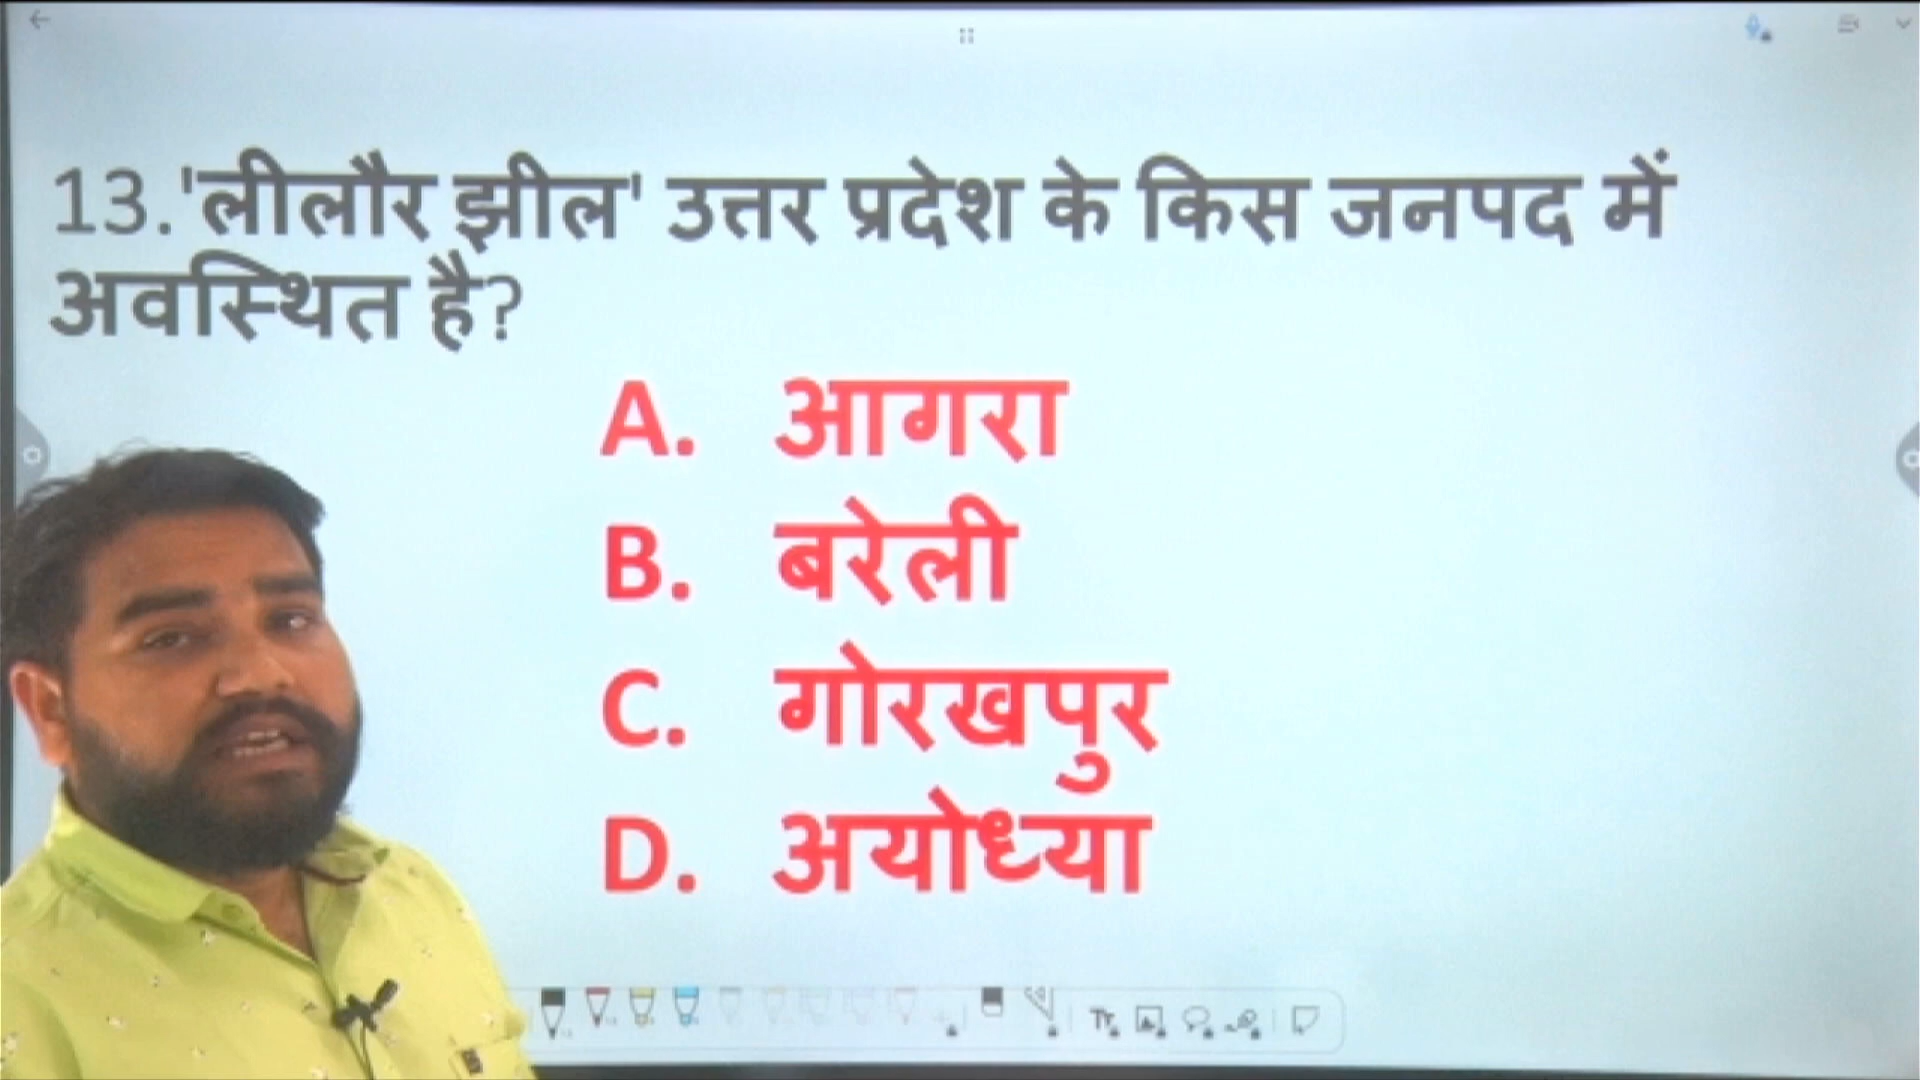 13.'लीलौर झील' उत्तर प्रदेश के किस जनपद में
अवस्थित है?
A. आगरा
B. बरेली
C. गोरखपुर
D. अयोध्या